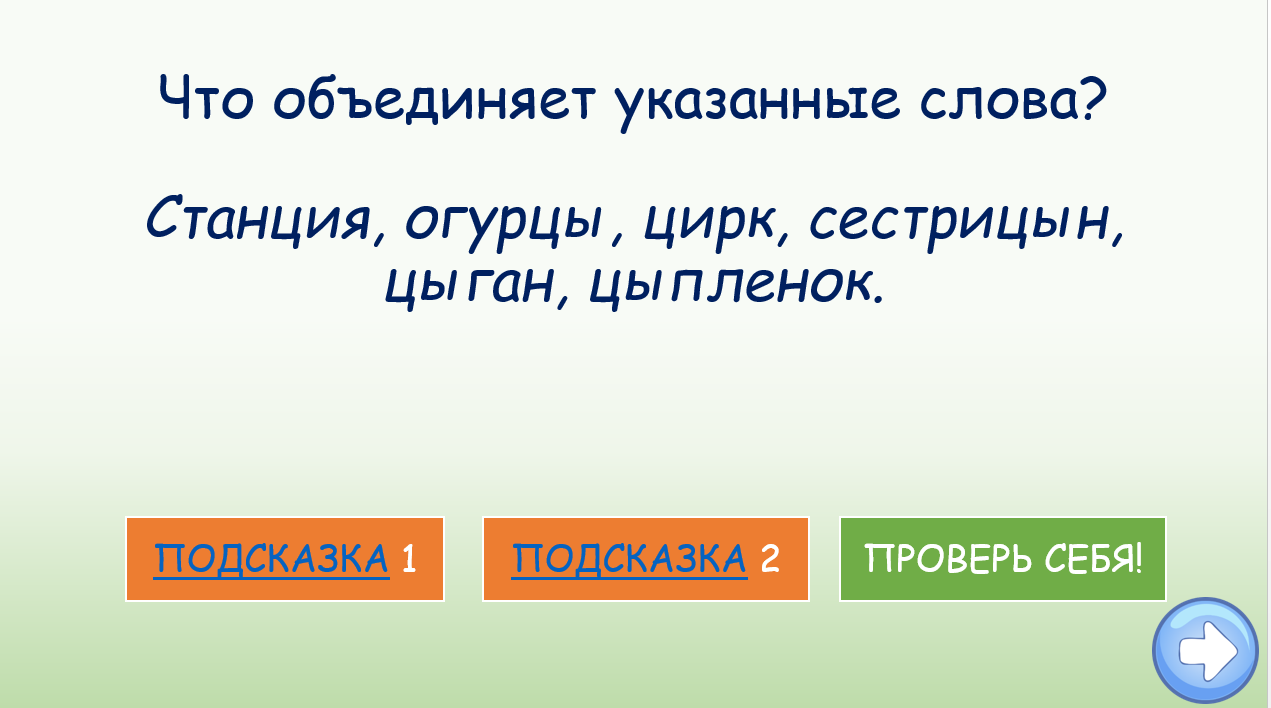 Что объединяет указанные слова?
Станция, огурцы, цирк, сестрицын,
цыган, цыпленок.
ПОДСКАЗКА 1
ПОДСКАЗКА 2
ПРОВЕРЬ СЕБЯ!